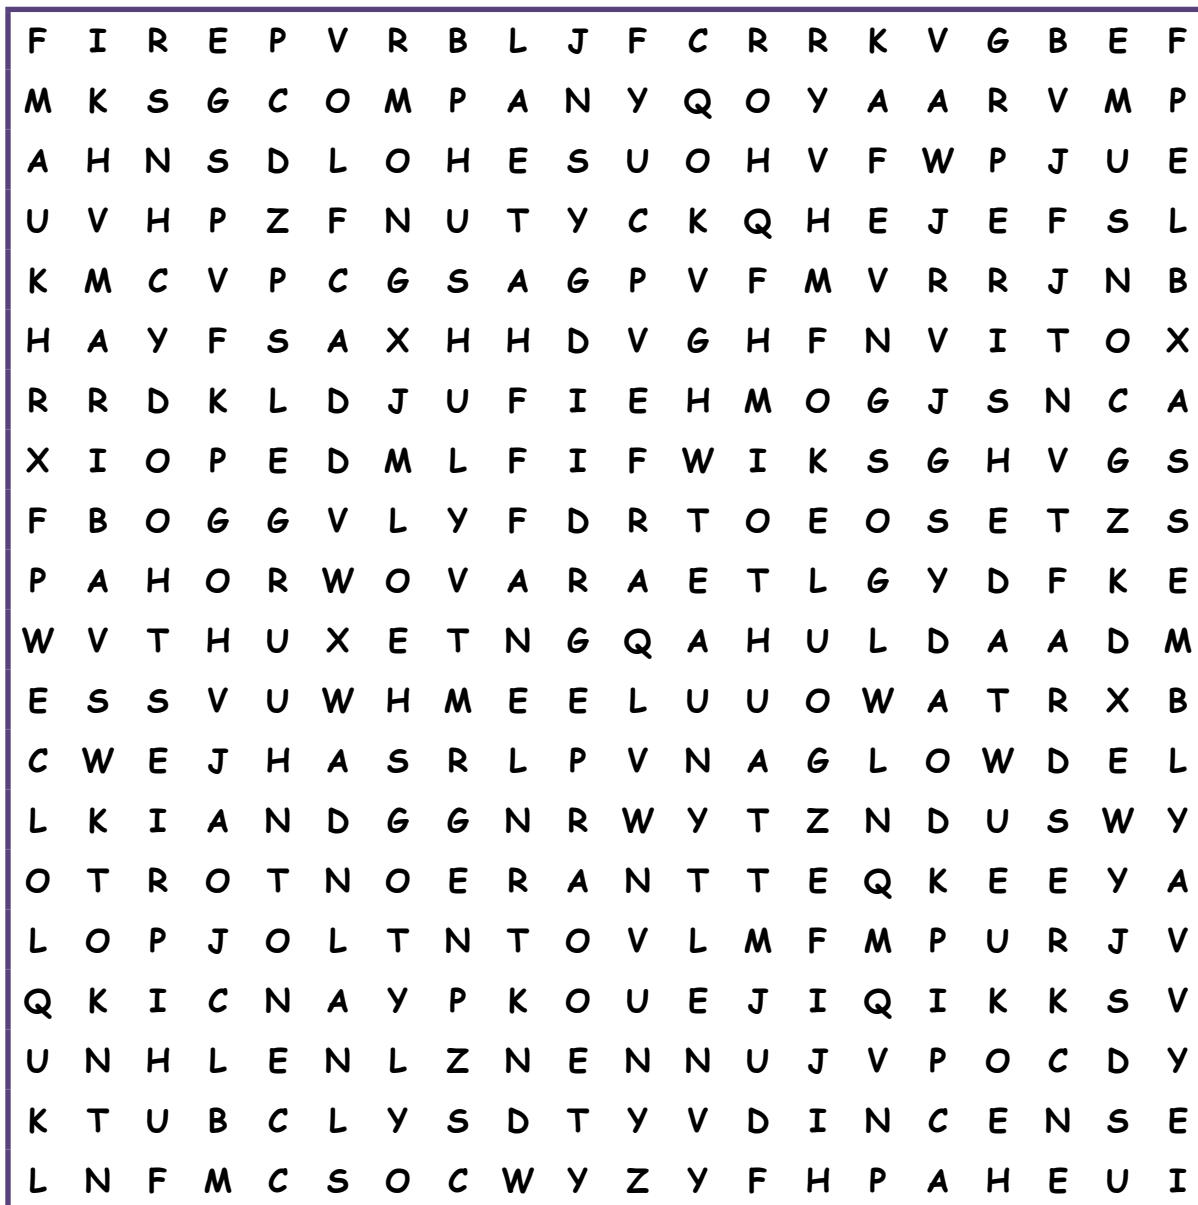 F I R E P V R B L J F C R R K V G B E F
M K S G C O M P A N Y Q O Y A A R V M P
A H N S D L O H E S U O H V F W P J U E
U V H P Z F N U T Y C K Q H E J E F S L
K M C V P C G S A G P V F M V R R J N B
H A Y F S A X H H D V G H F N V I T O X
R R D K L D J U F I E H M O G J S N C A
X I O P E D M L F I F W I K S G H V G S
F B O G G V L Y F D R T O E O S E T Z S
P A H O R W O V A R A E T L G Y D F K E
W V T H U X E T N G Q A H U L D A A D M
E S S V U W H M E E L U U O W A T R X B
C W E J H A S R L P V N A G L O W D E L
L K I A N D G G N R W Y T Z N D U S W Y
O T R O T N O E R A N T T E Q K E E Y A
L O P J O L T N T O V L M F M P U R J V
Q K I C N A Y P K O U E J I Q I K K S V
U N H L E N L Z N E N N U J V P O C D Y
K T U B C L Y S D T Y V D I N C E N S E
L N F M C S O C W Y Z Y F H P A H E U I